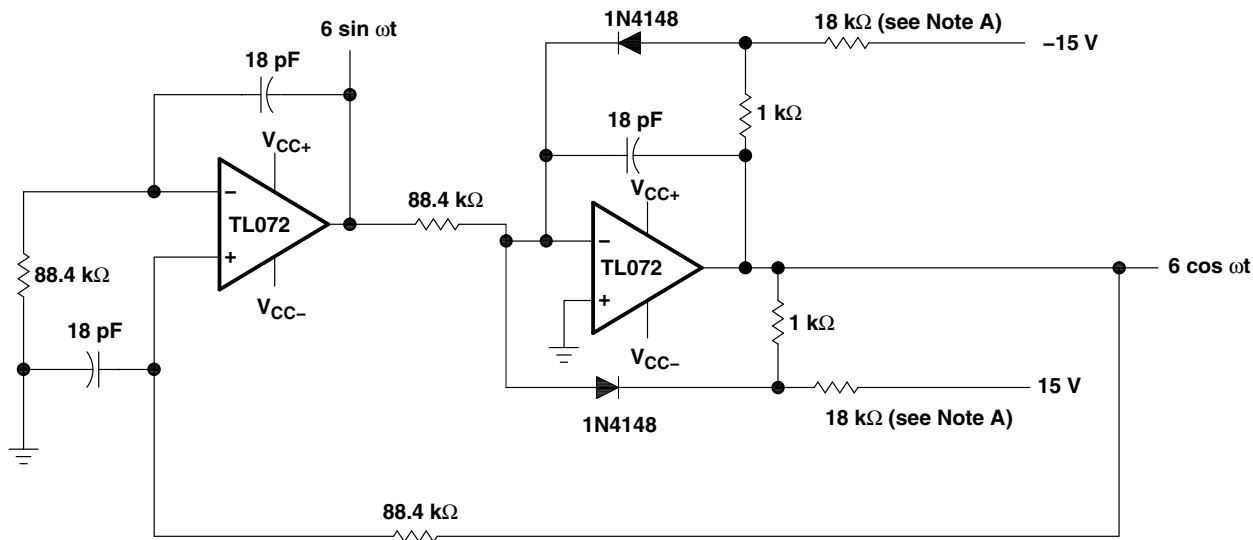 6 sin ωt
18 pF
VCC+
TL072
−
+
VCC−
88.4 kΩ
18 pF
88.4 kΩ
1N4148
18 kΩ (see Note A)
−15 V
1 kΩ
18 pF
VCC+
TL072
−
+
VCC−
6 cos ωt
1 kΩ
1N4148
15 V
18 kΩ (see Note A)
88.4 kΩ